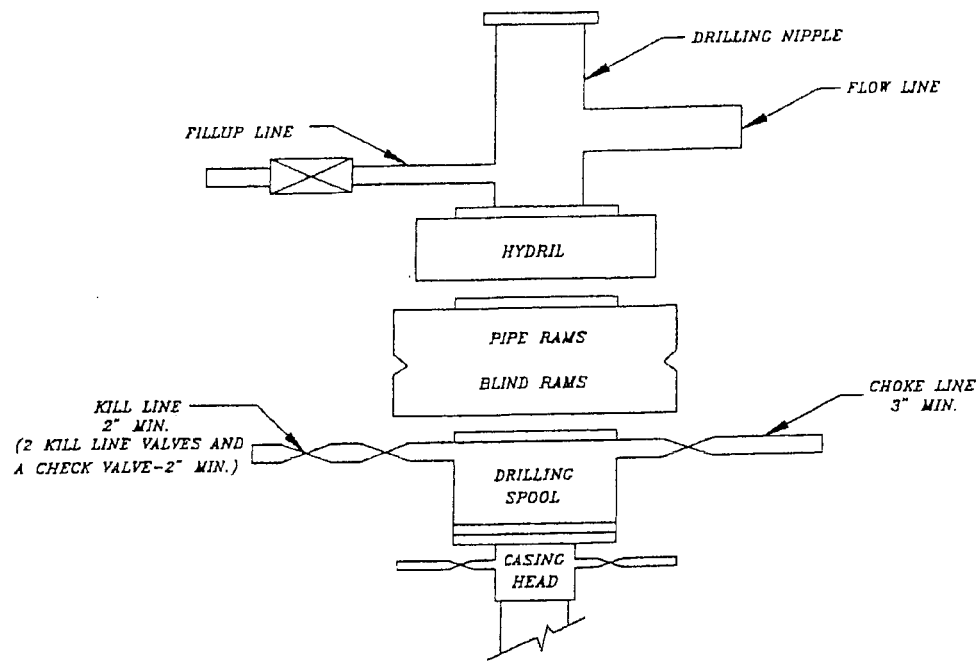 DRILLING NIPPLE
FLOW LINE
FILLUP LINE
HYDRIL
PIPE RAMS
BLIND RAMS
CHOKE LINE
3" MIN.
KILL LINE
2" MIN.
(2 KILL LINE VALVES AND
A CHECK VALVE-2" MIN.)
DRILLING
SPOOL
CASING
HEAD